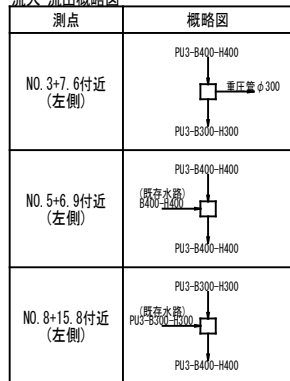 流入・流出概略図
測点
概略図
NO.3+7.6付近
(左側)
PU3-B400-H400
重圧管φ300
PU3-B300-H300
NO.5+6.9付近
(左側)
PU3-B400-H400
(既存水路)
B400-H400
PU3-B400-H400
NO.8+15.8付近
(左側)
PU3-B300-H300
(既存水路)
PU3-B300-H300
PU3-B400-H400